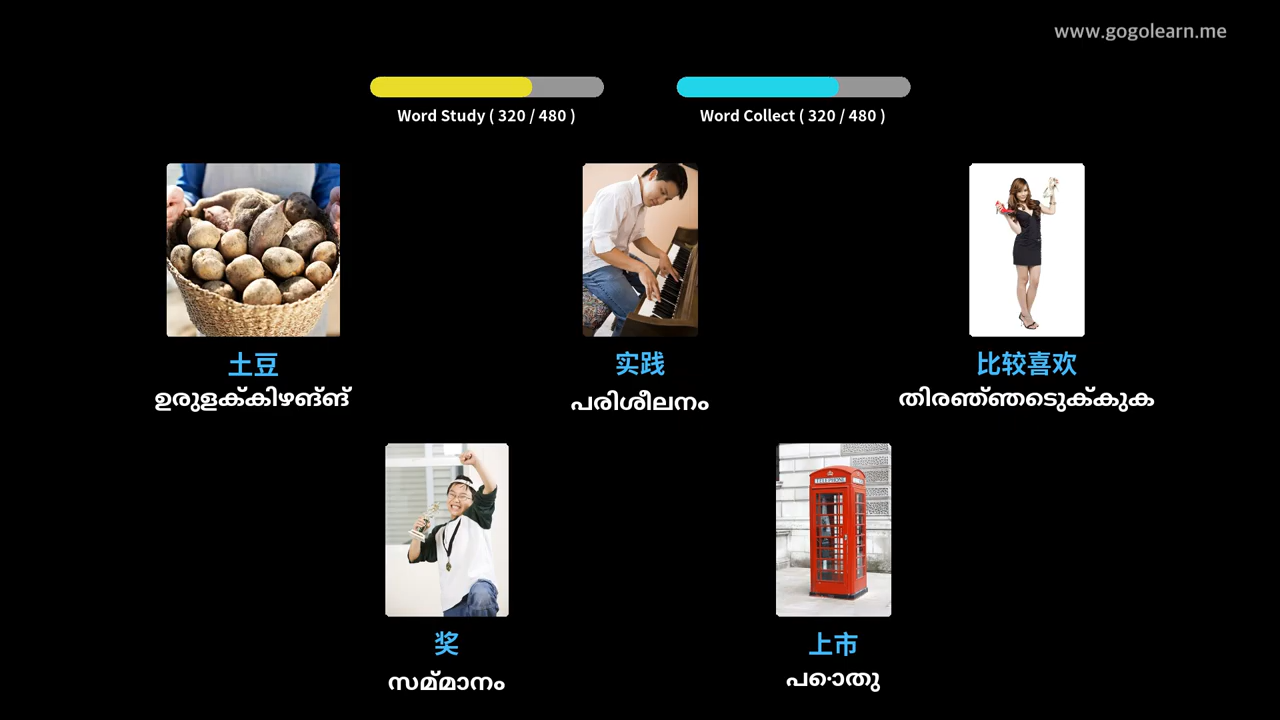 www.gogolearn.me
Word Study ( 320 / 480 )
Word Collect ( 320 / 480 )
土豆
ഉരുളക്കിഴങ്ങ്
实践
പരിശീലനം
比较喜欢
തിരഞ്ഞെടുക്കുക
TELEPHONE
奖
സമ്മാനം
上市
പൊതു